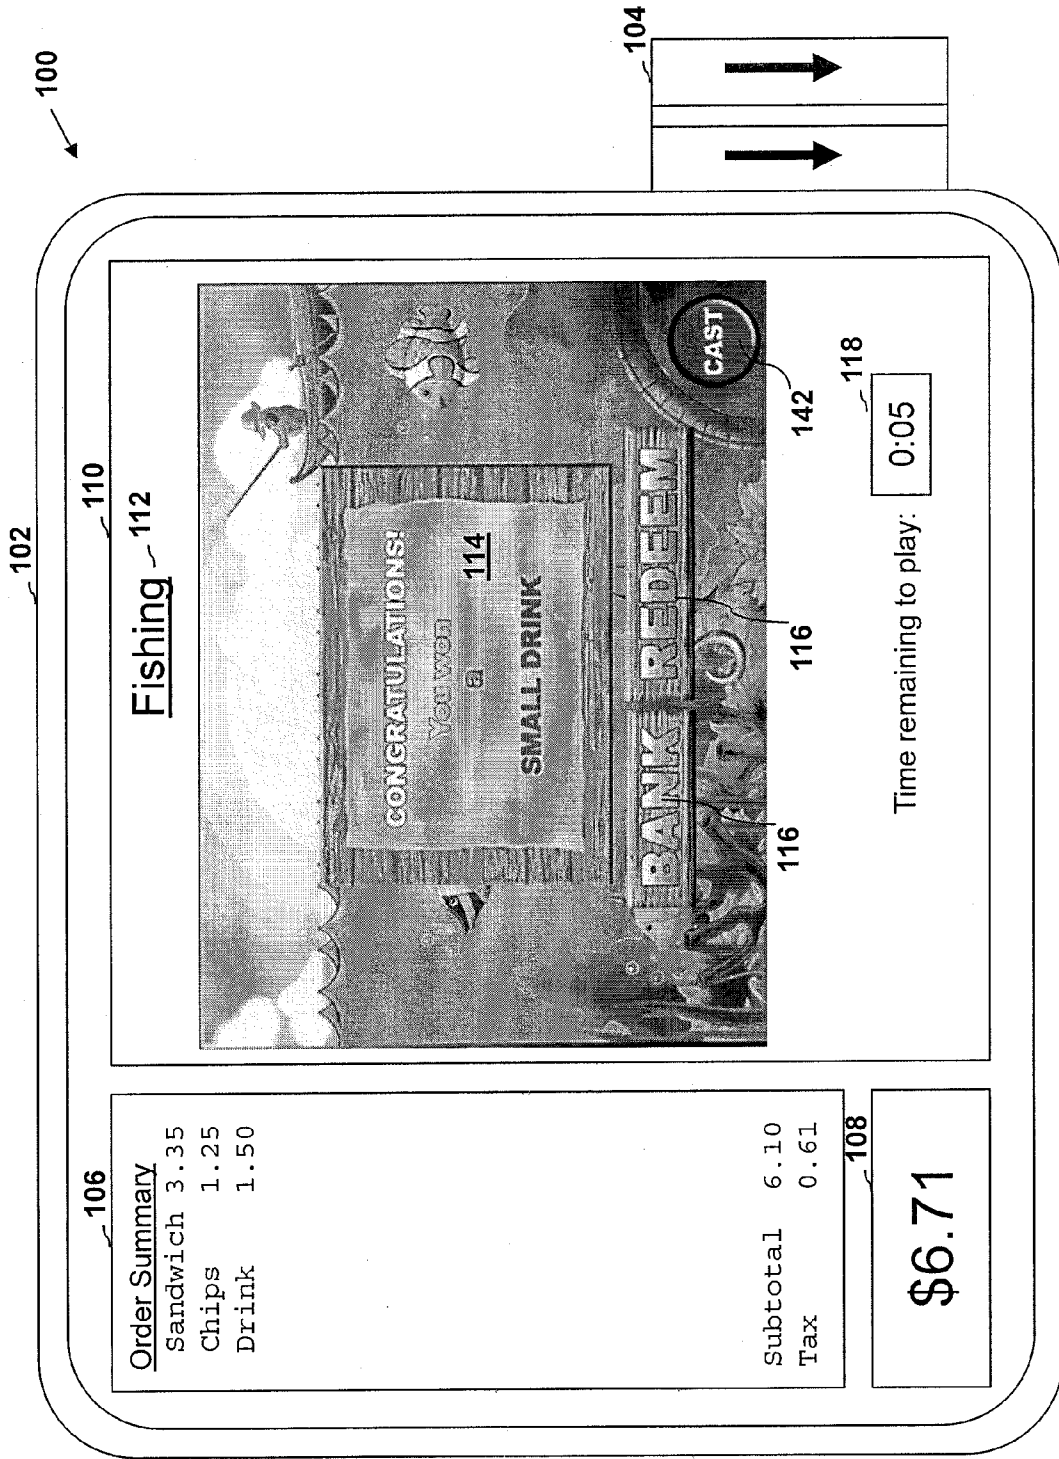 100
102
104
106
Order Summary
Sandwich 3.35
Chips 1.25
Drink 1.50
Subtotal 6.10
Tax 0.61
108
$6.71
110
Fishing
112
CONGRATULATIONS!
You won
a
114
SMALL DRINK
BANK REDEEM
116
116
CAST
142
118
Time remaining to play: 0:05